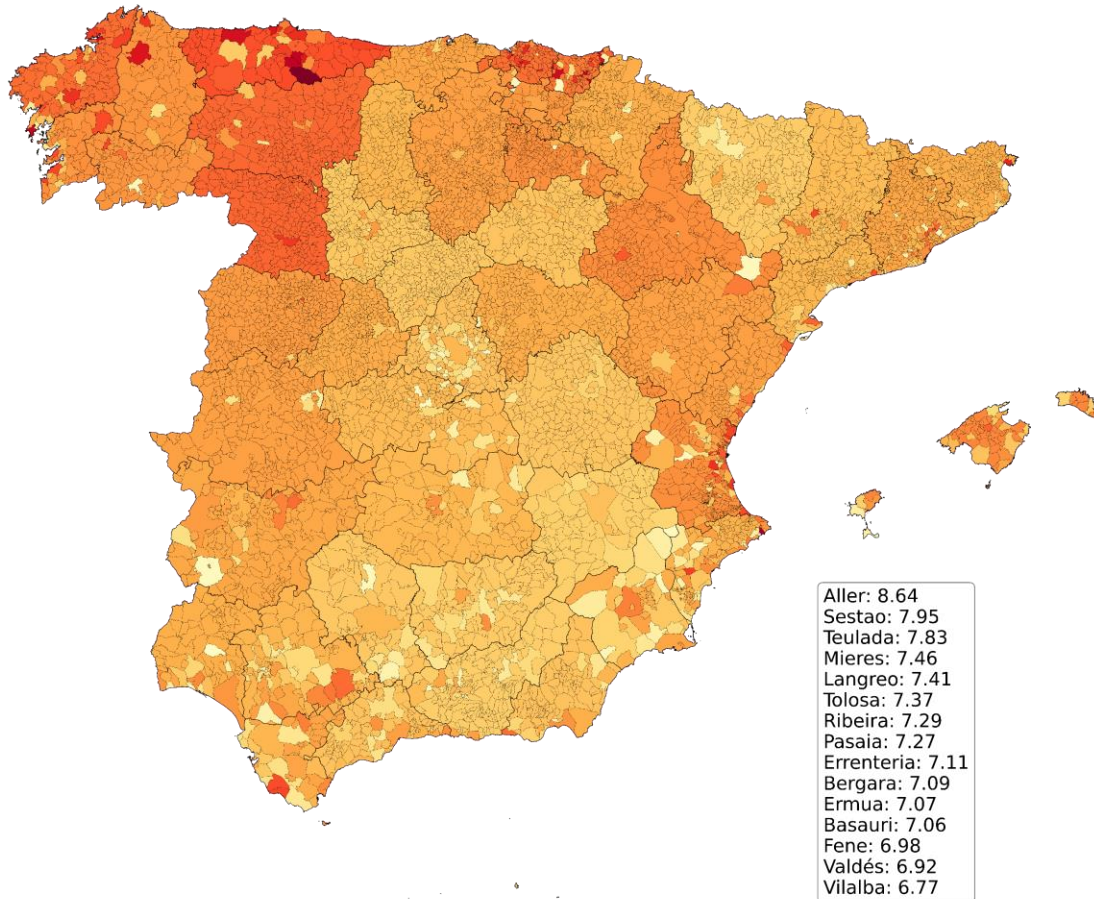 Aller: 8.64
Sestao: 7.95
Teulada: 7.83
Mieres: 7.46
Langreo: 7.41
Tolosa: 7.37
Ribeira: 7.29
Pasaia: 7.27
Errenteria: 7.11
Bergara: 7.09
Ermua: 7.07
Basauri: 7.06
Fene: 6.98
Valdés: 6.92
Vilalba: 6.77